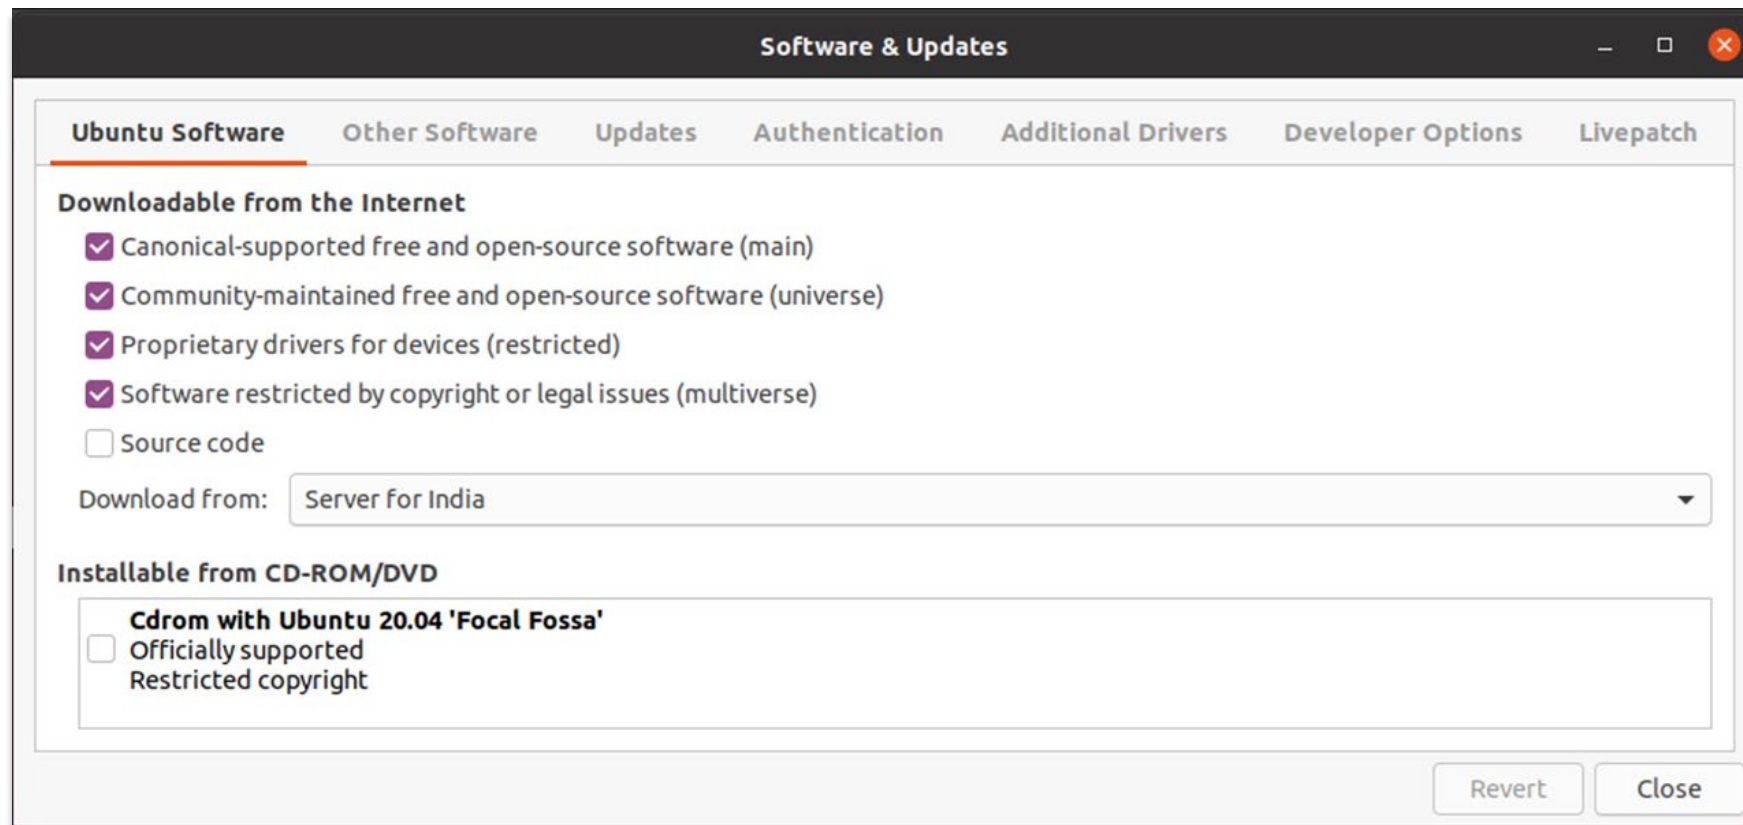 Software & Updates
Ubuntu Software Other Software Updates Authentication Additional Drivers Developer Options Livepatch
Downloadable from the Internet
Canonical-supported free and open-source software (main)
Community-maintained free and open-source software (universe)
Proprietary drivers for devices (restricted)
Software restricted by copyright or legal issues (multiverse)
Source code
Download from: Server for India
Installable from CD-ROM/DVD
Cdrom with Ubuntu 20.04 'Focal Fossa'
Officially supported
Restricted copyright
Revert Close